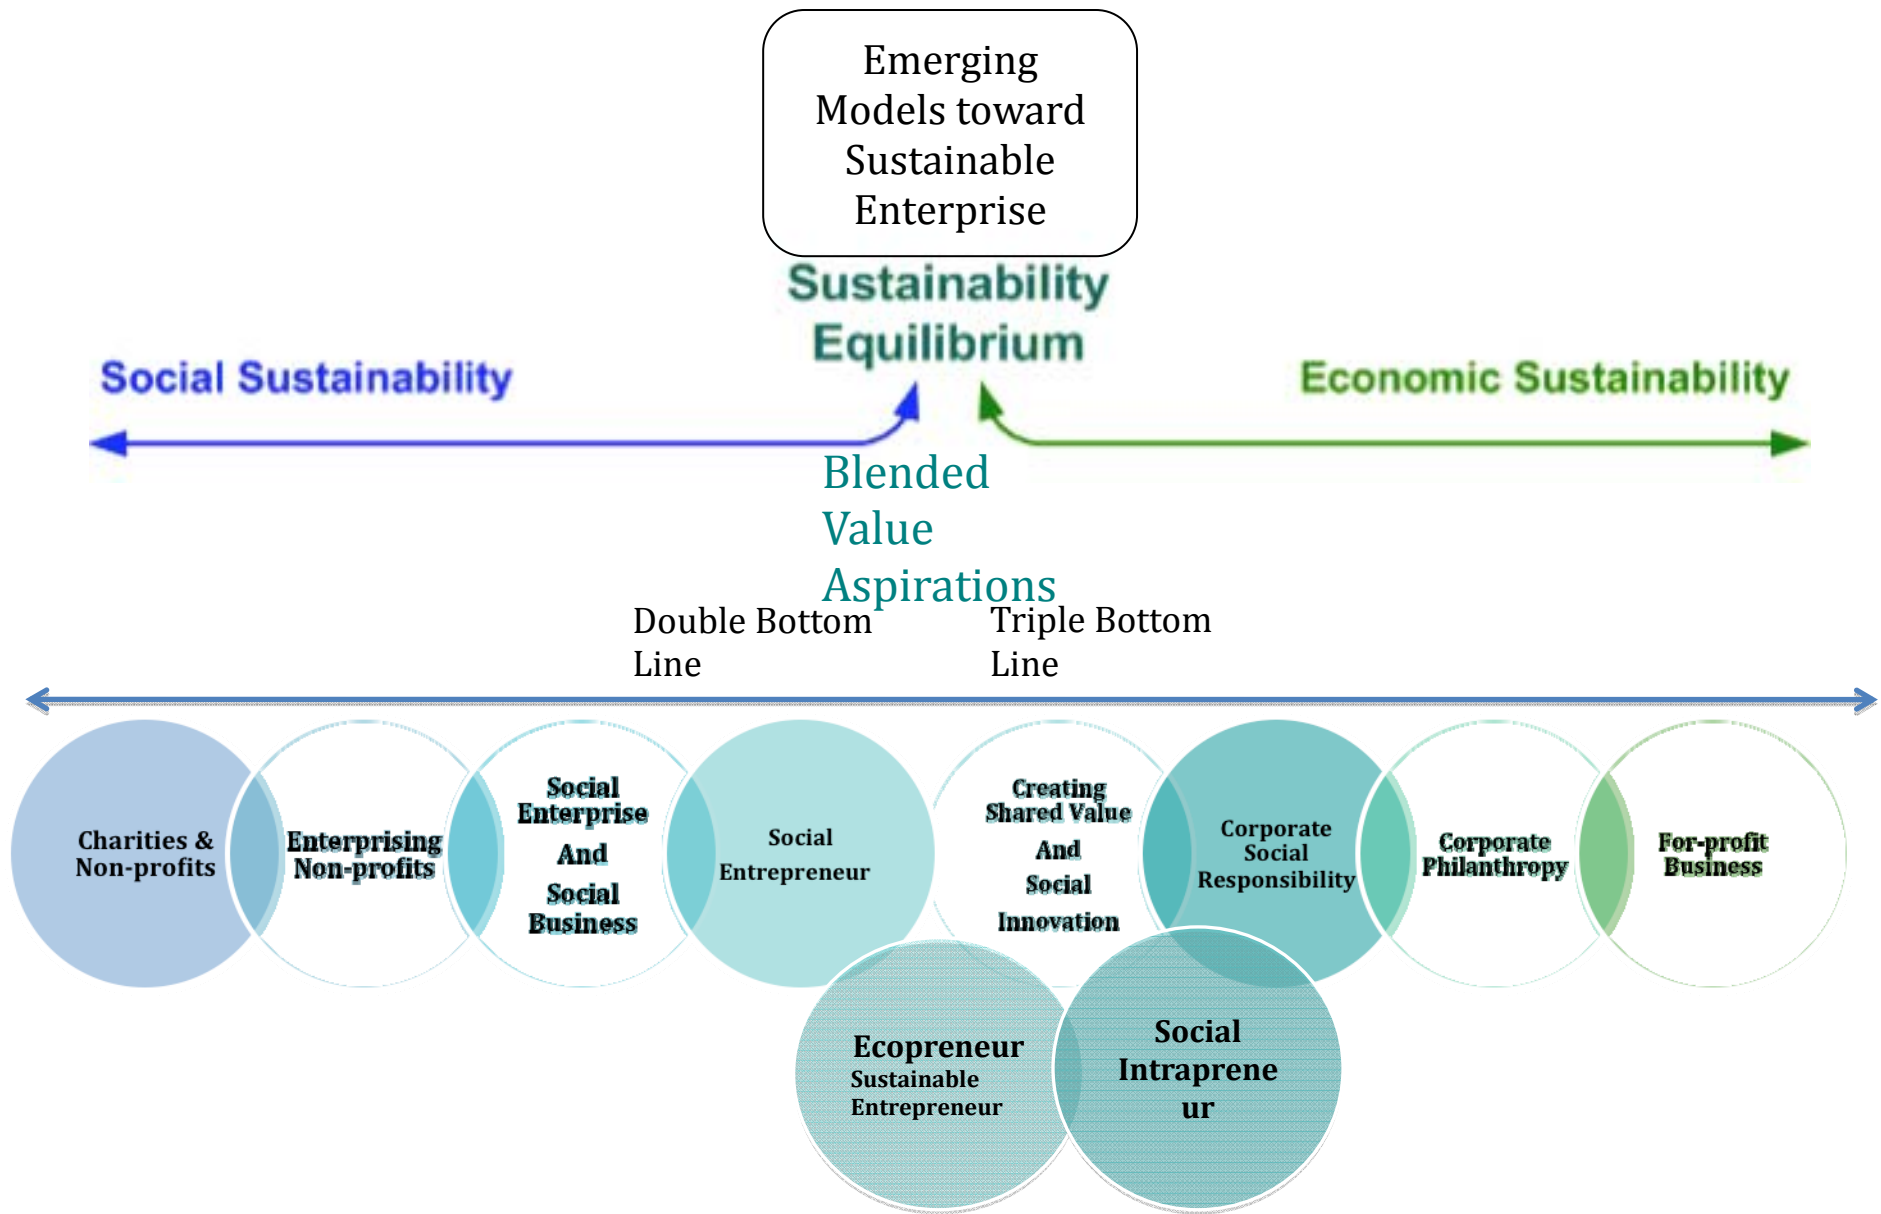 Emerging
Models toward
Sustainable
Enterprise
Sustainability
Equilibrium
Social Sustainability
Economic Sustainability
Blended
Value
Aspirations
Double Bottom
Line
Triple Bottom
Line
Charities &
Non-profits
Enterprising
Non-profits
Social
Enterprise
And
Social
Business
Social
Entrepreneur
Creating
Shared Value
And
Social
Innovation
Corporate
Social
Responsibility
Corporate
Philanthropy
For-profit
Business
Ecopreneur
Sustainable
Entrepreneur
Social
Intraprene
ur